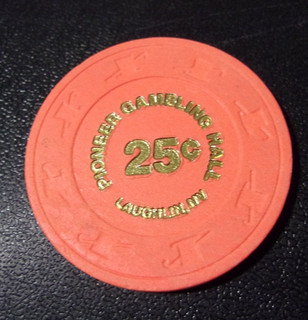 PIONEER GAMBLING HALL
25¢
LAUGHLIN, NV